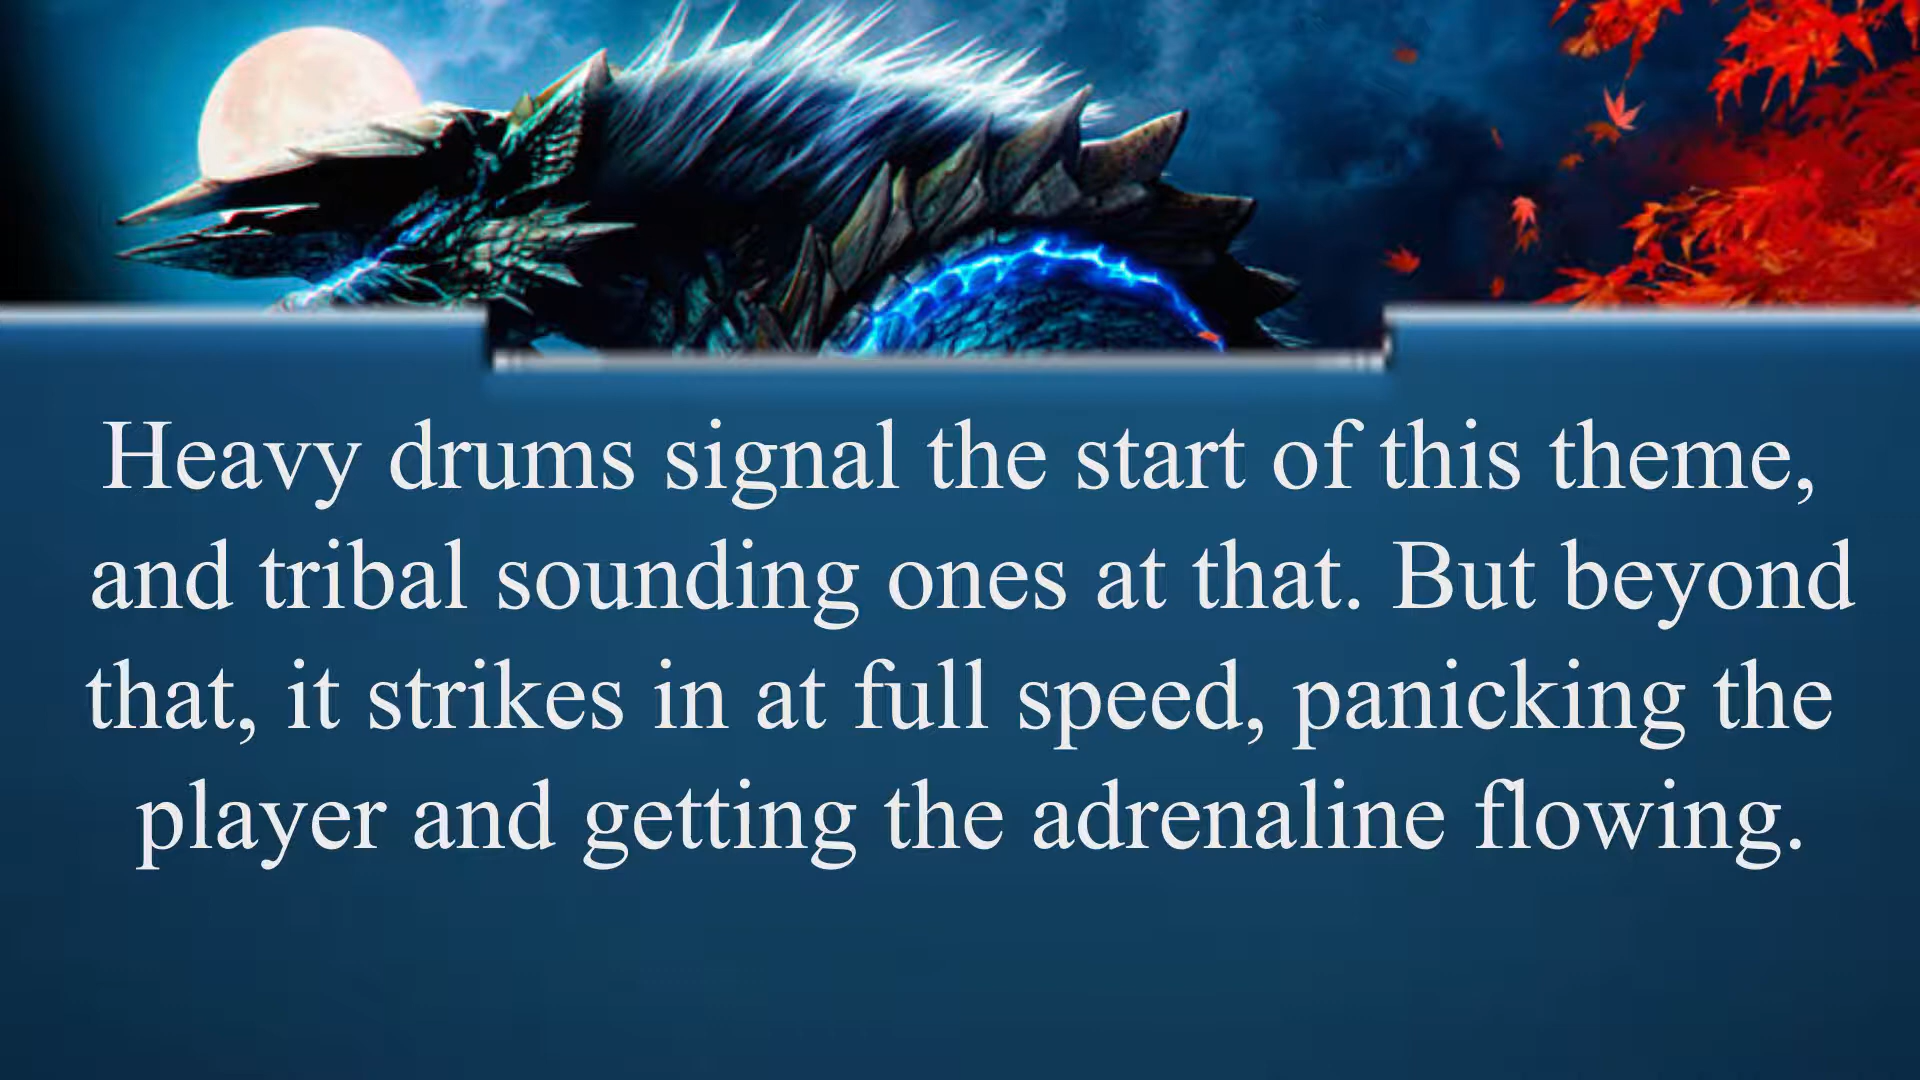 Heavy drums signal the start of this theme,
and tribal sounding ones at that. But beyond
that, it strikes in at full speed, panicking the
player and getting the adrenaline flowing.